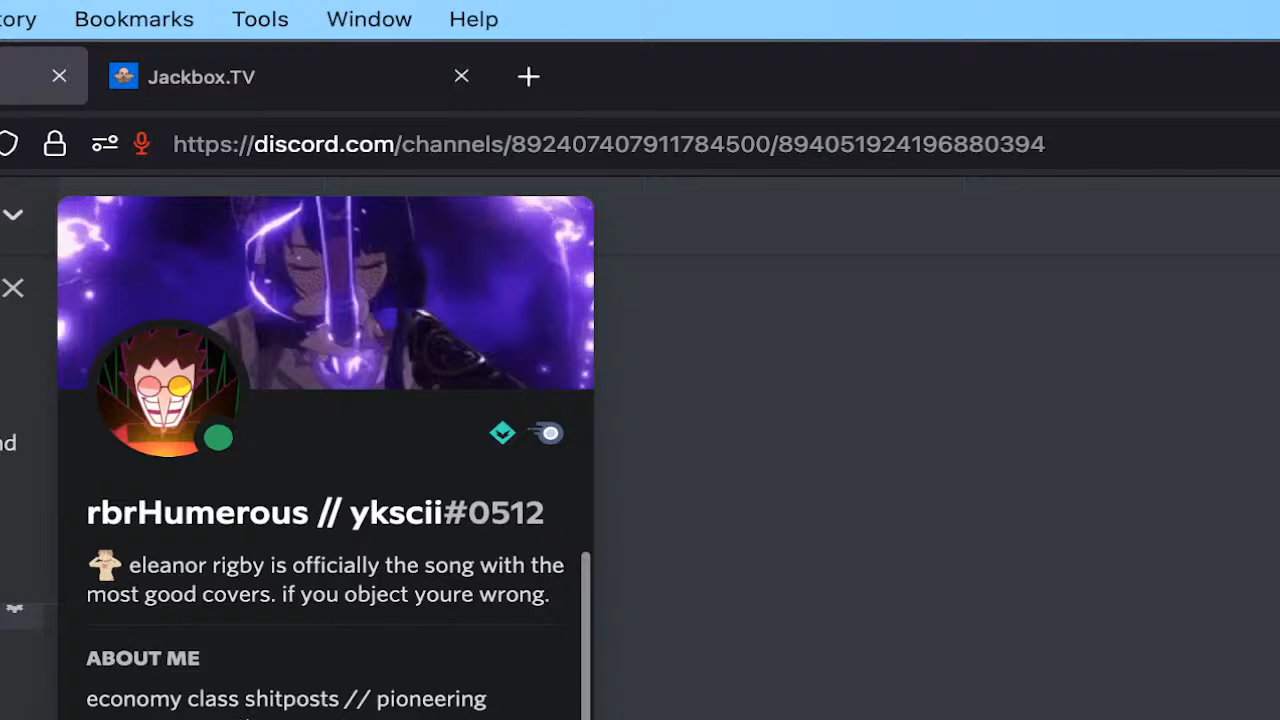 tory Bookmarks Tools Window Help
Jackbox.TV
https://discord.com/channels/892407407911784500/894051924196880394
nd
rbrHumerous // ykscii#0512
eleanor rigby is officially the song with the
most good covers. if you object youre wrong.
ABOUT ME
economy class shitposts // pioneering